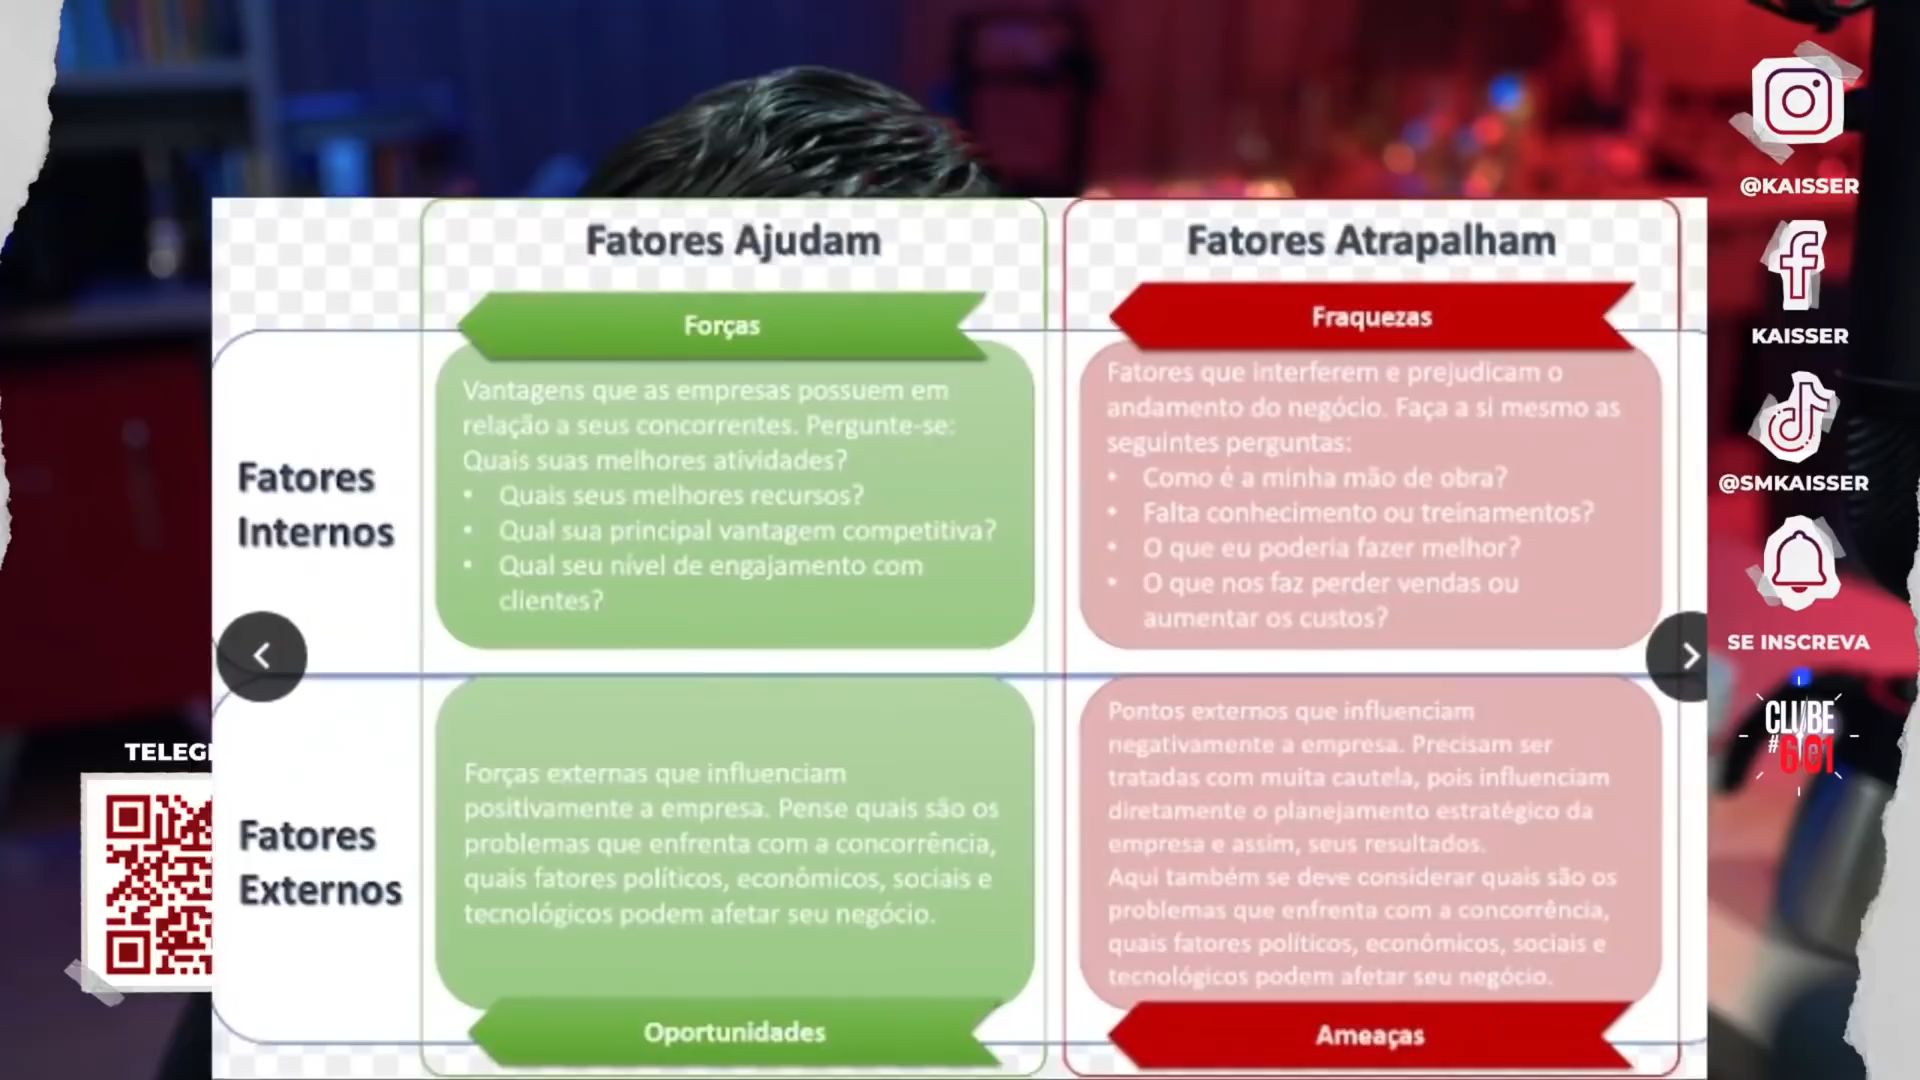 Fatores Ajudam
Fatores Atrapalham
Forças
Fraquezas
Fatores
Internos
Vantagens que as empresas possuem em
relação a seus concorrentes. Pergunte-se:
Quais suas melhores atividades?
• Quais seus melhores recursos?
• Qual sua principal vantagem competitiva?
• Qual seu nível de engajamento com
clientes?
Fatores que interferem e prejudicam o
andamento do negócio. Faça a si mesmo as
seguintes perguntas:
• Como é a minha mão de obra?
• Falta conhecimento ou treinamentos?
• O que eu poderia fazer melhor?
• O que nos faz perder vendas ou
aumentar os custos?
Fatores
Externos
Forças externas que influenciam
positivamente a empresa. Pense quais são os
problemas que enfrenta com a concorrência,
quais fatores políticos, econômicos, sociais e
tecnológicos podem afetar seu negócio.
Pontos externos que influenciam
negativamente a empresa. Precisam ser
tratadas com muita cautela, pois influenciam
diretamente o planejamento estratégico da
empresa e assim, seus resultados.
Aqui também se deve considerar quais são os
problemas que enfrenta com a concorrência,
quais fatores políticos, econômicos, sociais e
tecnológicos podem afetar seu negócio.
Oportunidades
Ameaças
TELEG
@KAISSER
KAISSER
@SMKAISSER
SE INSCREVA
CLUBE
#601